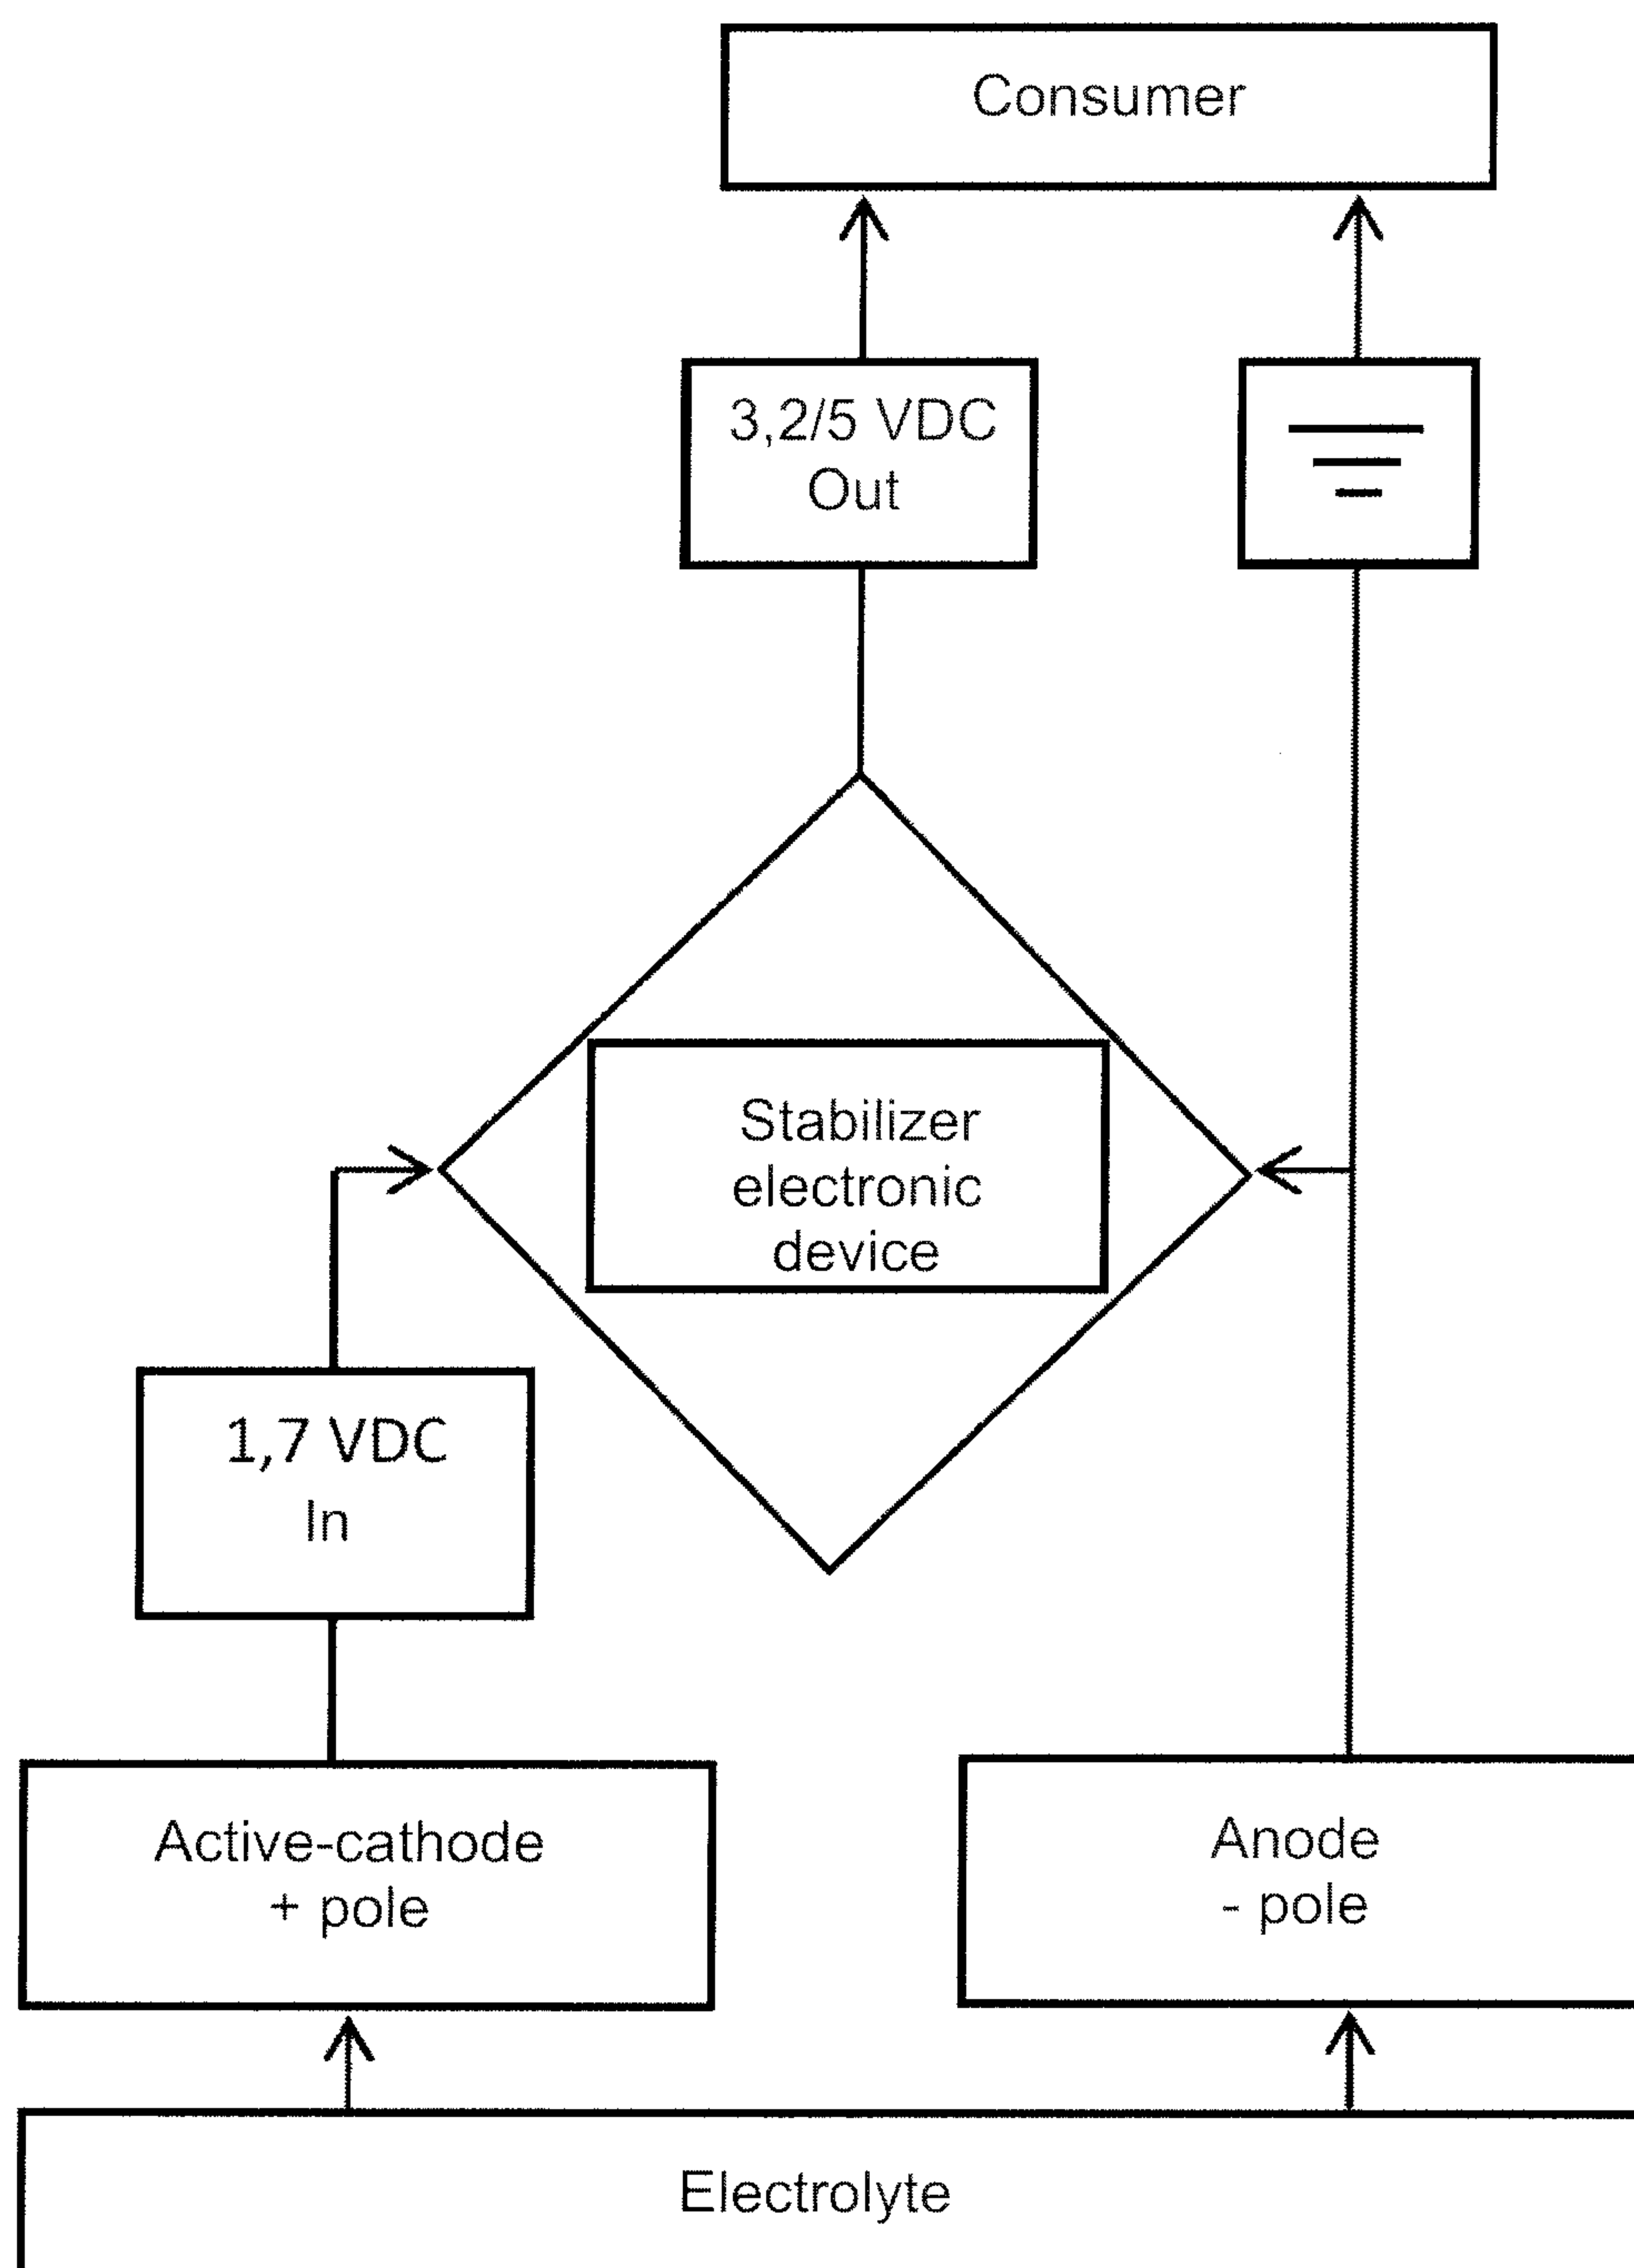 Consumer
3,2/5 VDC
Out
Stabilizer
electronic
device
1,7 VDC
In
Active-cathode
+ pole
Anode
- pole
Electrolyte